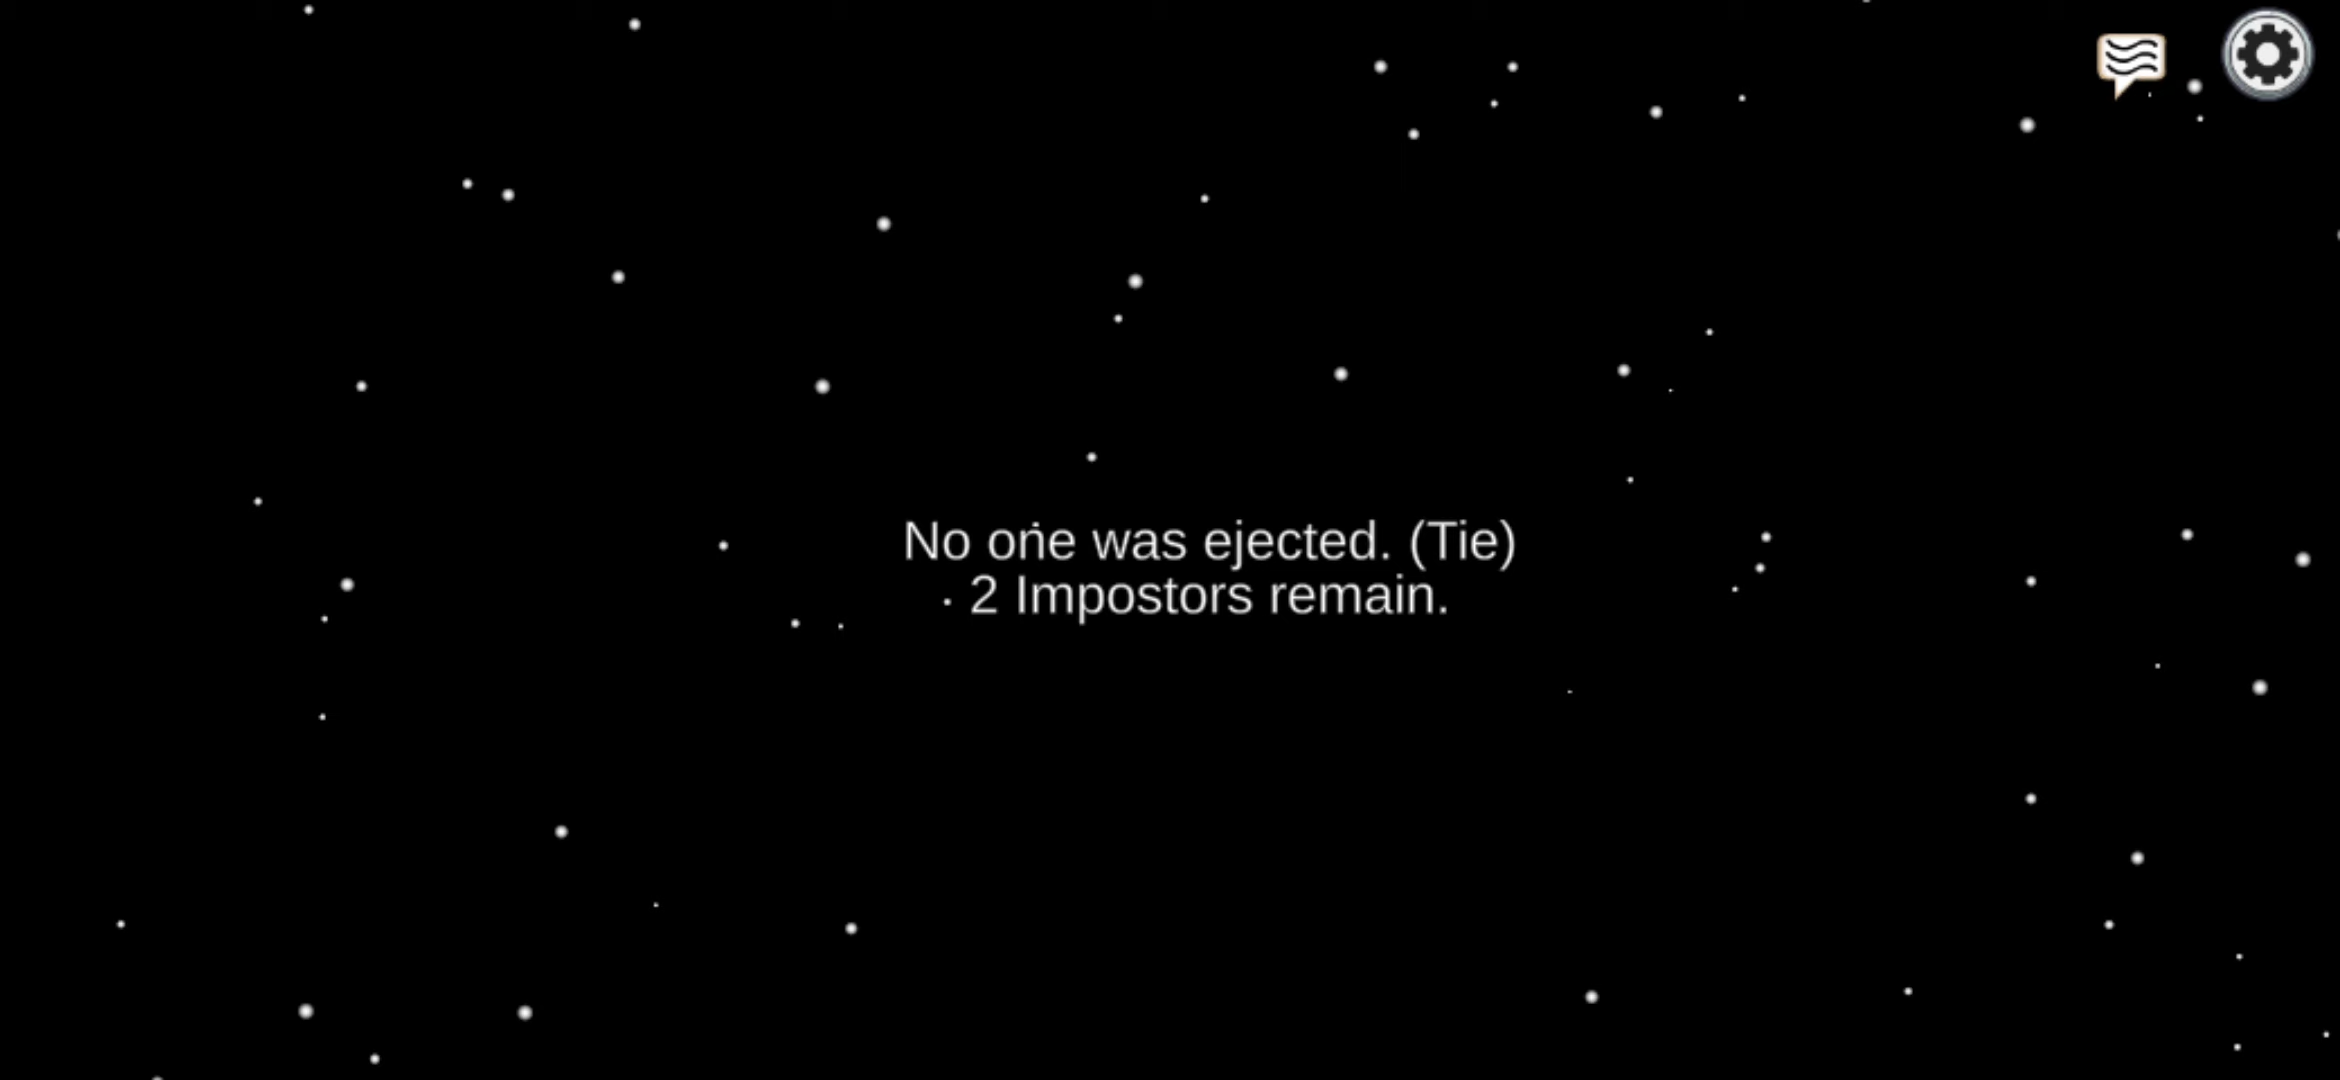 No one was ejected. (Tie)
2 Impostors remain.